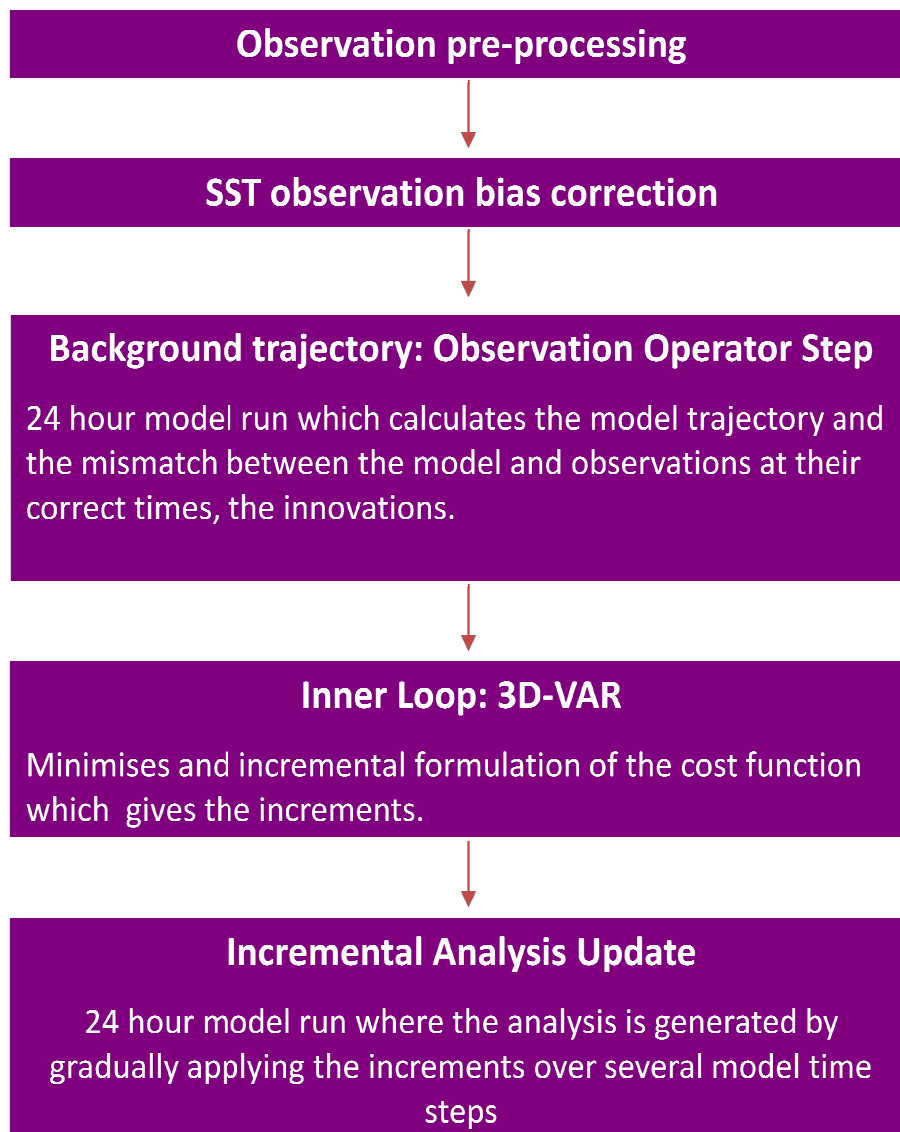 Observation pre-processing
SST observation bias correction
Background trajectory: Observation Operator Step
24 hour model run which calculates the model trajectory and
the mismatch between the model and observations at their
correct times, the innovations.
Inner Loop: 3D-VAR
Minimises and incremental formulation of the cost function
which  gives the increments.
Incremental Analysis Update
24 hour model run where the analysis is generated by
gradually applying the increments over several model time
steps